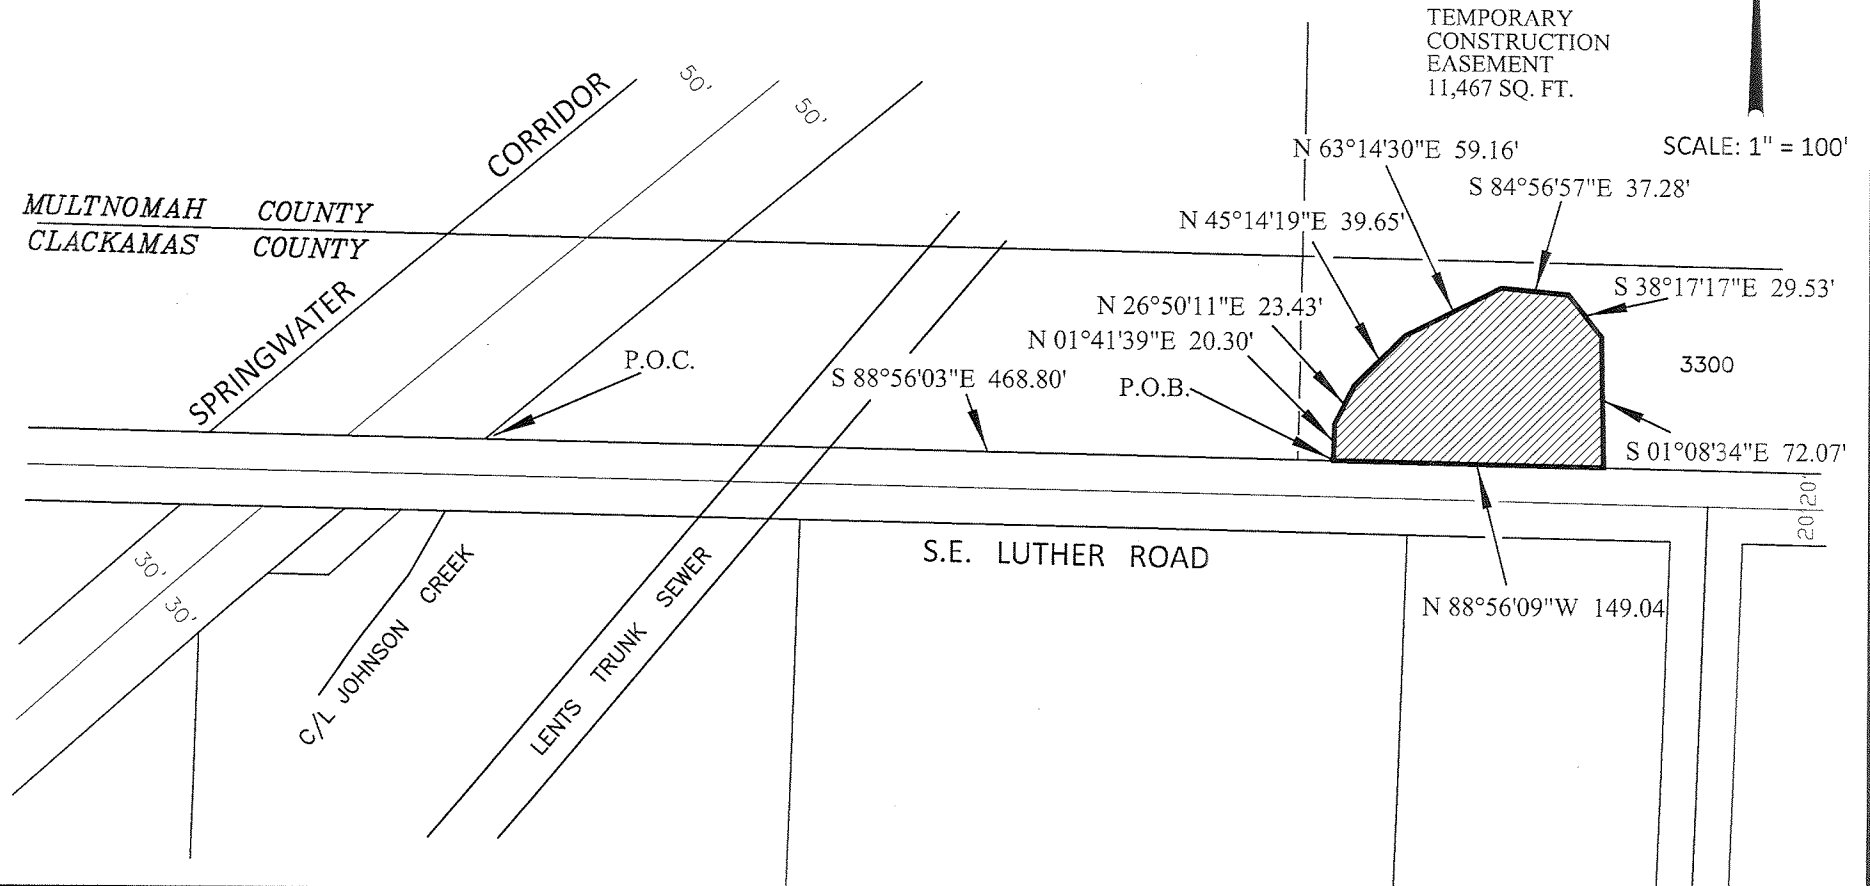 TEMPORARY
CONSTRUCTION
EASEMENT
11,467 SQ. FT.
SCALE: 1" = 100'
50'
50'
SPRINGWATER CORRIDOR
MULTNOMAH COUNTY
CLACKAMAS COUNTY
N 63°14'30"E 59.16'
S 84°56'57"E 37.28'
N 45°14'19"E 39.65'
S 38°17'17"E 29.53'
N 26°50'11"E 23.43'
N 01°41'39"E 20.30'
P.O.C.
S 88°56'03"E 468.80'
P.O.B.
3300
S 01°08'34"E 72.07'
20'
20'
S.E. LUTHER ROAD
N 88°56'09"W 149.04
30'
30'
C/L JOHNSON CREEK
LENTS TRUNK SEWER